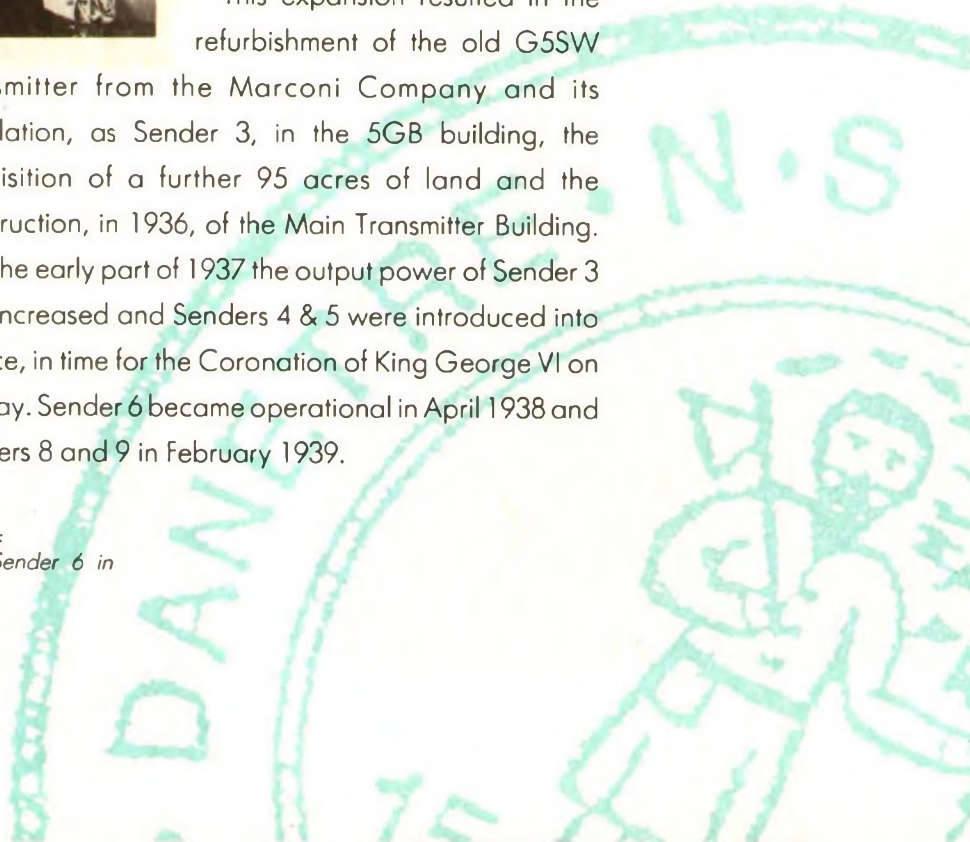 This expansion resulted in the
refurbishment of the old G5SW
smitter from the Marconi Company and its
lation, as Sender 3, in the 5GB building, the
isition of a further 95 acres of land and the
ruction, in 1936, of the Main Transmitter Building.
he early part of 1937 the output power of Sender 3
ncreased and Senders 4 & 5 were introduced into
ce, in time for the Coronation of King George VI on
ay. Sender 6 became operational in April 1938 and
ers 8 and 9 in February 1939.
:
Sender 6 in
DANETRE · N · S